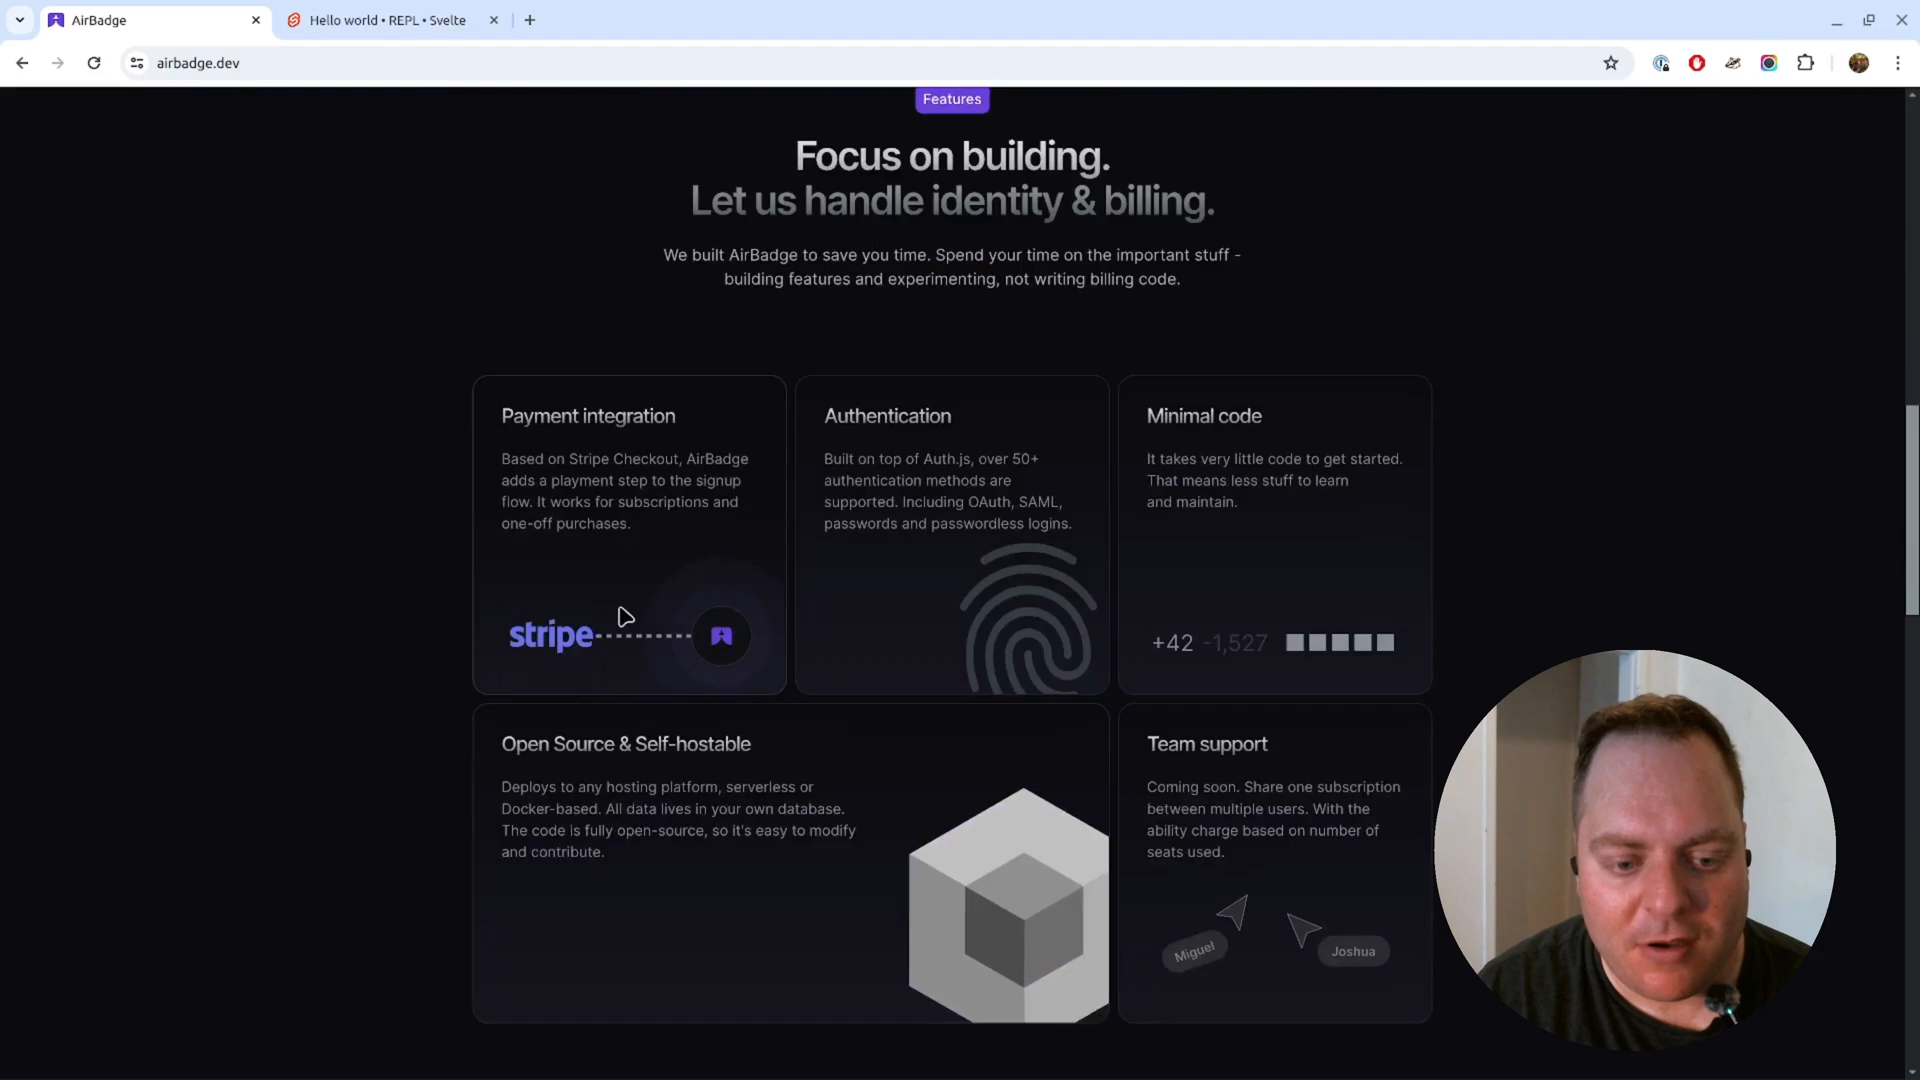 AirBadge
Hello world • REPL • Svelte
airbadge.dev
Features
Focus on building.
Let us handle identity & billing.
We built AirBadge to save you time. Spend your time on the important stuff -
building features and experimenting, not writing billing code.
Payment integration
Based on Stripe Checkout, AirBadge
adds a playment step to the signup
flow. It works for subscriptions and
one-off purchases.
stripe
Authentication
Built on top of Auth.js, over 50+
authentication methods are
supported. Including OAuth, SAML,
passwords and passwordless logins.
Minimal code
It takes very little code to get started.
That means less stuff to learn
and maintain.
+42 -1,527
Open Source & Self-hostable
Deploys to any hosting platform, serverless or
Docker-based. All data lives in your own database.
The code is fully open-source, so it's easy to modify
and contribute.
Team support
Coming soon. Share one subscription
between multiple users. With the
ability charge based on number of
seats used.
Miguel
Joshua